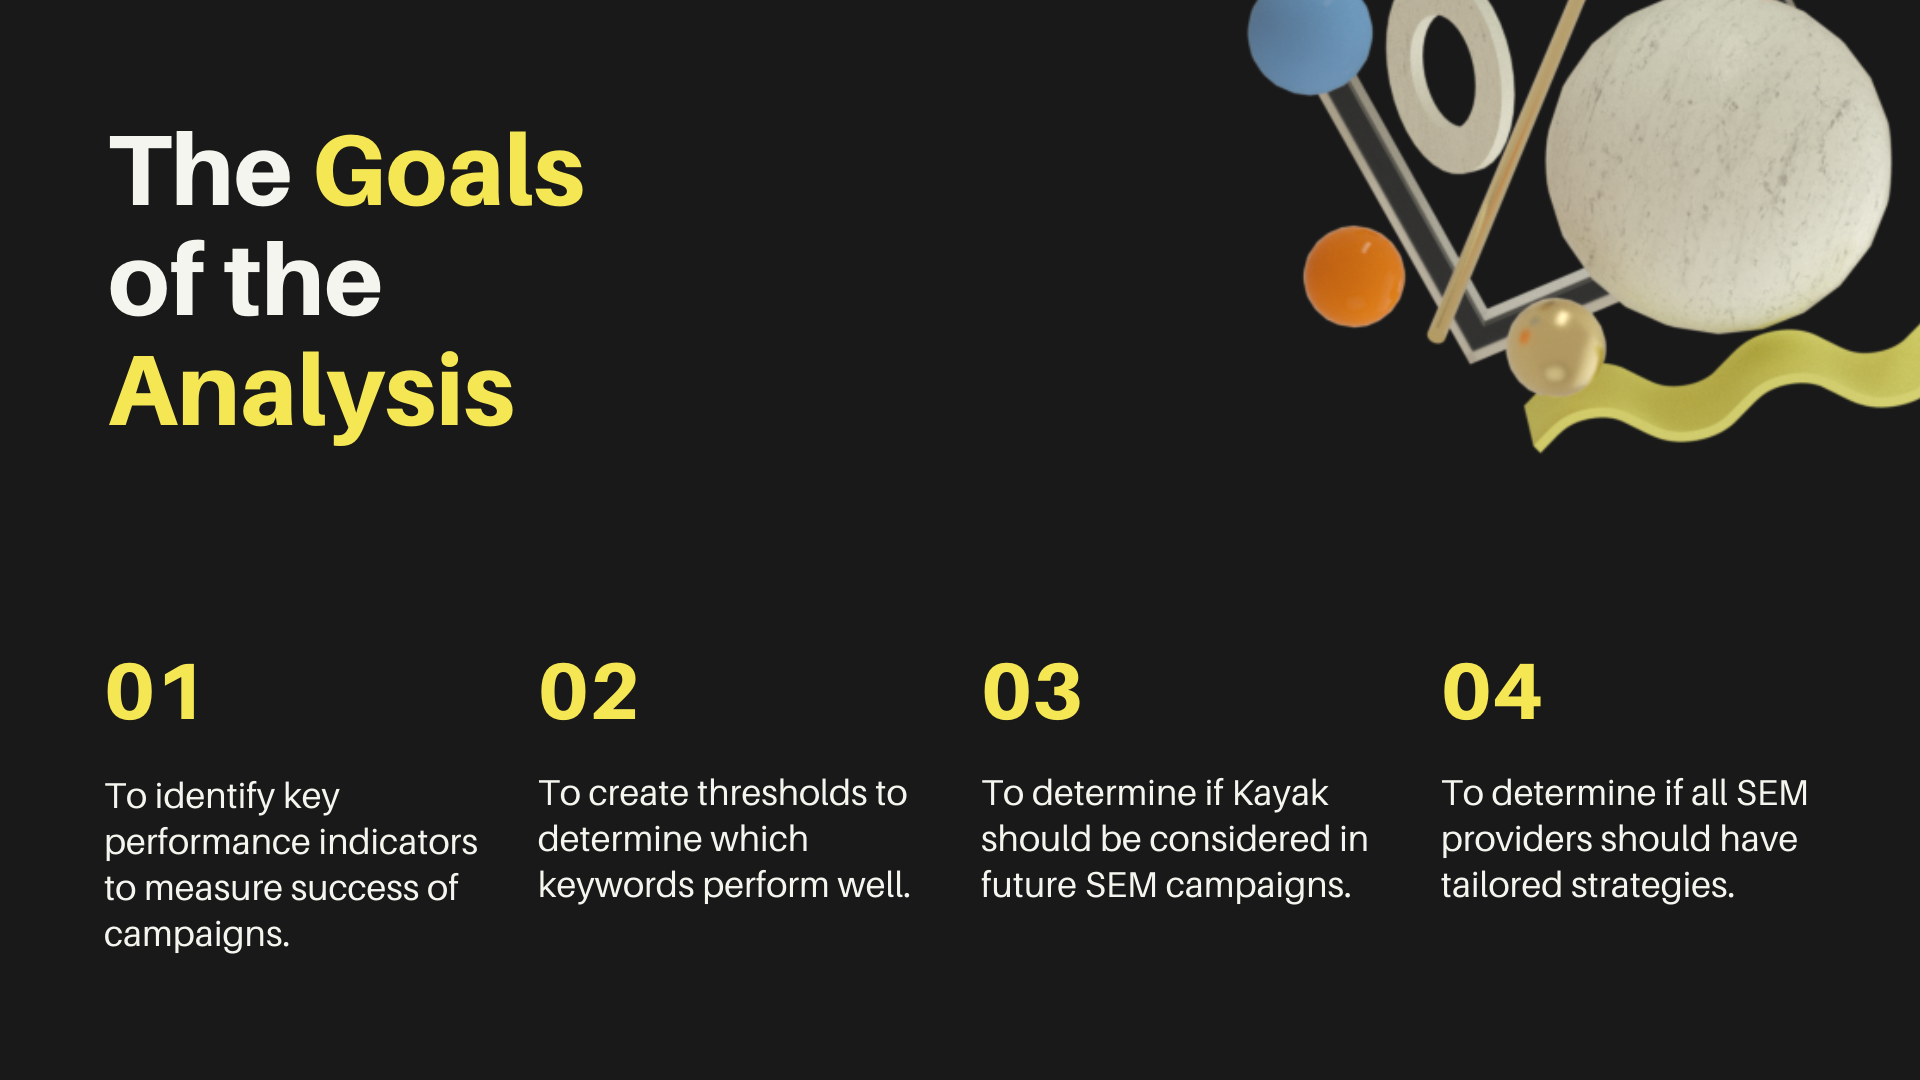 The Goals
of the
Analysis
01
To identify key
performance indicators
to measure success of
campaigns.
02
To create thresholds to
determine which
keywords perform well.
03
To determine if Kayak
should be considered in
future SEM campaigns.
04
To determine if all SEM
providers should have
tailored strategies.